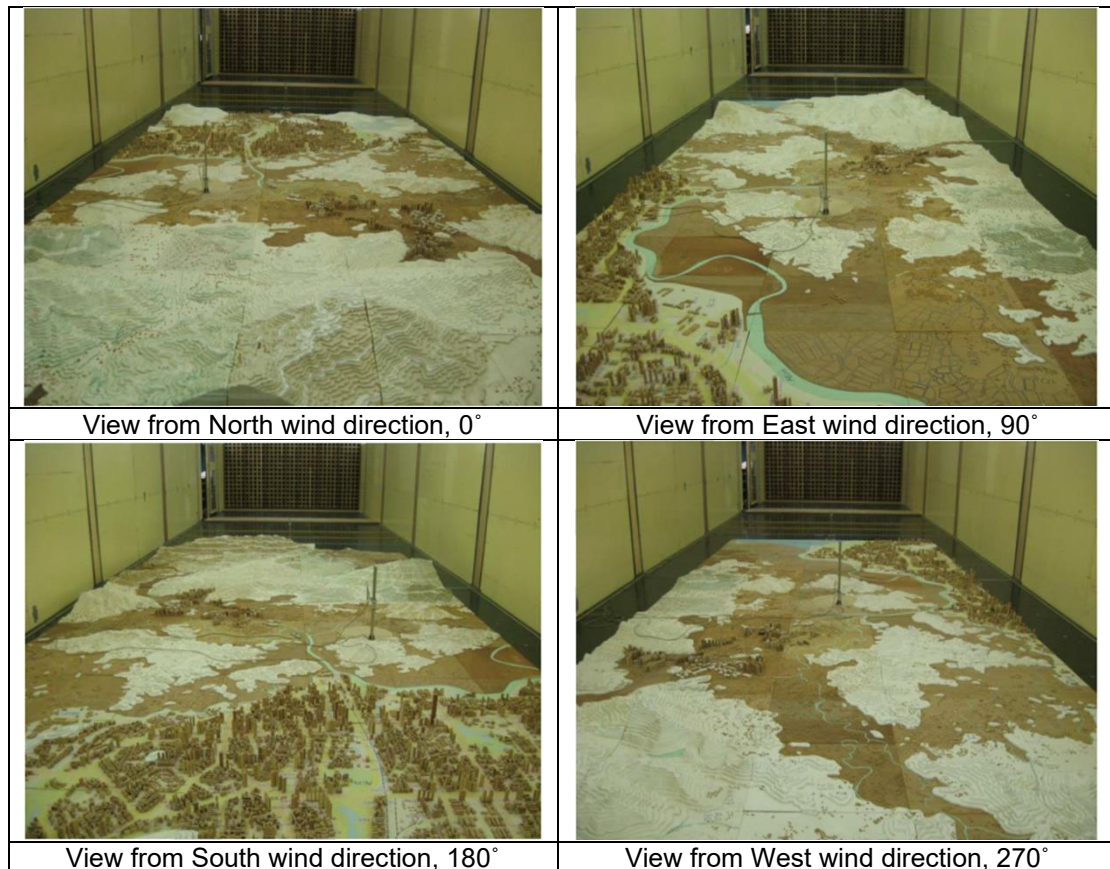 View from North wind direction, 0˚
View from East wind direction, 90˚
View from South wind direction, 180˚
View from West wind direction, 270˚